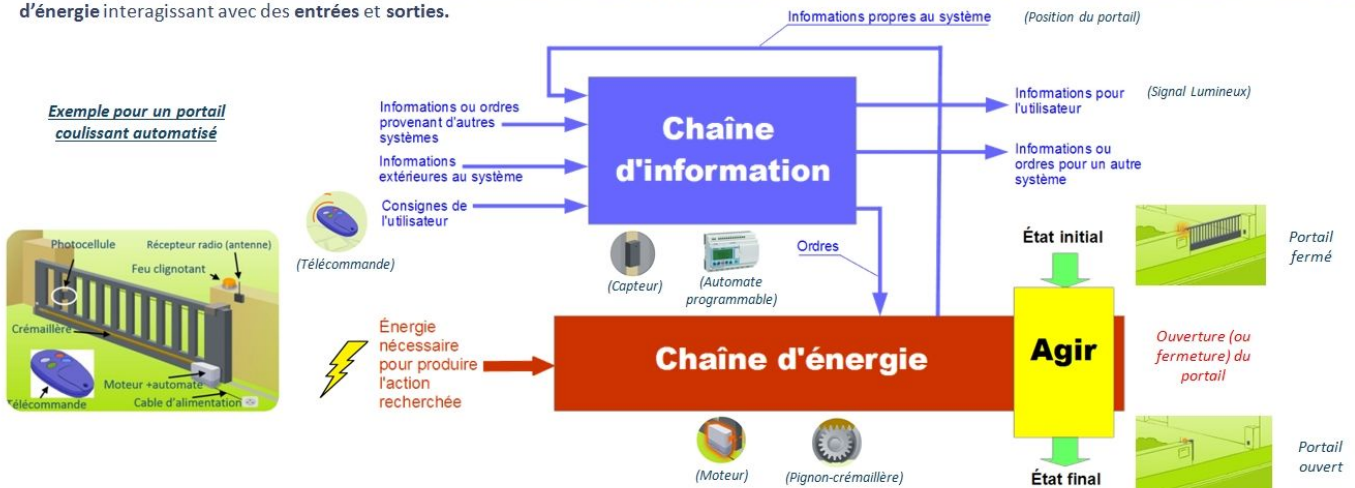 d'énergie interagissant avec des entrées et sorties.
Informations propres au système
(Position du portail)
Exemple pour un portail
coulissant automatisé
Informations ou ordres
provenant d'autres
systèmes
Informations
extérieures au système
Consignes de
l'utilisateur
(Télécommande)
Chaîne
d'information
Informations pour
l'utilisateur
(Signal Lumineux)
Informations ou
ordres pour un autre
système
(Capteur)
(Automate
programmable)
Ordres
État initial
Portail
fermé
Photocellule
Récepteur radio (antenne)
Feu clignotant
Crémaillère
Moteur +automate
Télécommande
Cable d'alimentation
Énergie
nécessaire
pour produire
l'action
recherchée
Chaîne d'énergie
Agir
Ouverture (ou
fermeture) du
portail
(Moteur)
(Pignon-crémaillère)
État final
Portail
ouvert